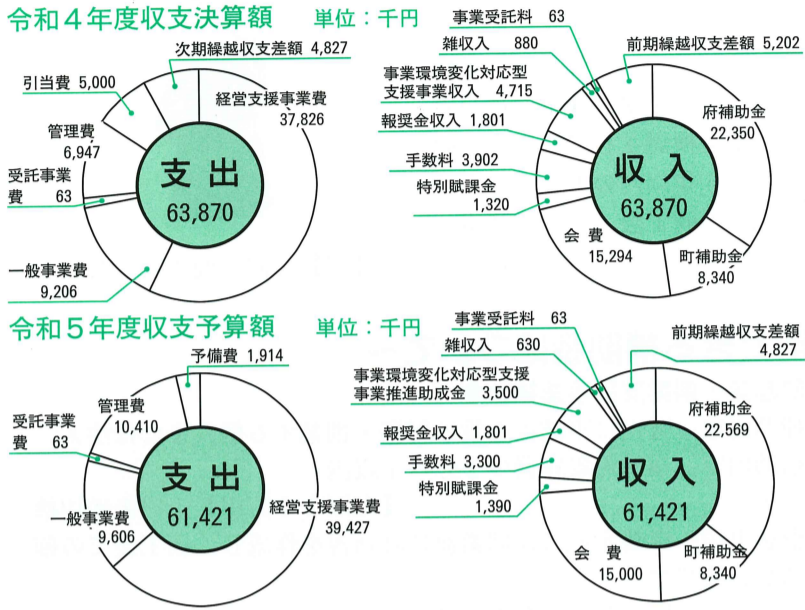 令和4年度収支決算額　単位：千円
次期繰越収支差額 4,827
引当費 5,000
経営支援事業費
37,826
管理費
6,947
受託事業
費 63
支出
63,870
一般事業費
9,206
事業受託料 63
雑収入 880
前期繰越収支差額 5,202
事業環境変化対応型
支援事業収入 4,715
府補助金
22,350
報奨金収入 1,801
手数料 3,902
特別賦課金
1,320
収入
63,870
会費
15,294
町補助金
8,340
令和5年度収支予算額　単位：千円
予備費 1,914
管理費
10,410
受託事業
費 63
支出
61,421
経営支援事業費
39,427
一般事業費
9,606
事業受託料 63
雑収入 630
前期繰越収支差額
4,827
事業環境変化対応型支援
事業推進助成金 3,500
府補助金
22,569
報奨金収入 1,801
手数料 3,300
特別賦課金
1,390
収入
61,421
会費
15,000
町補助金
8,340